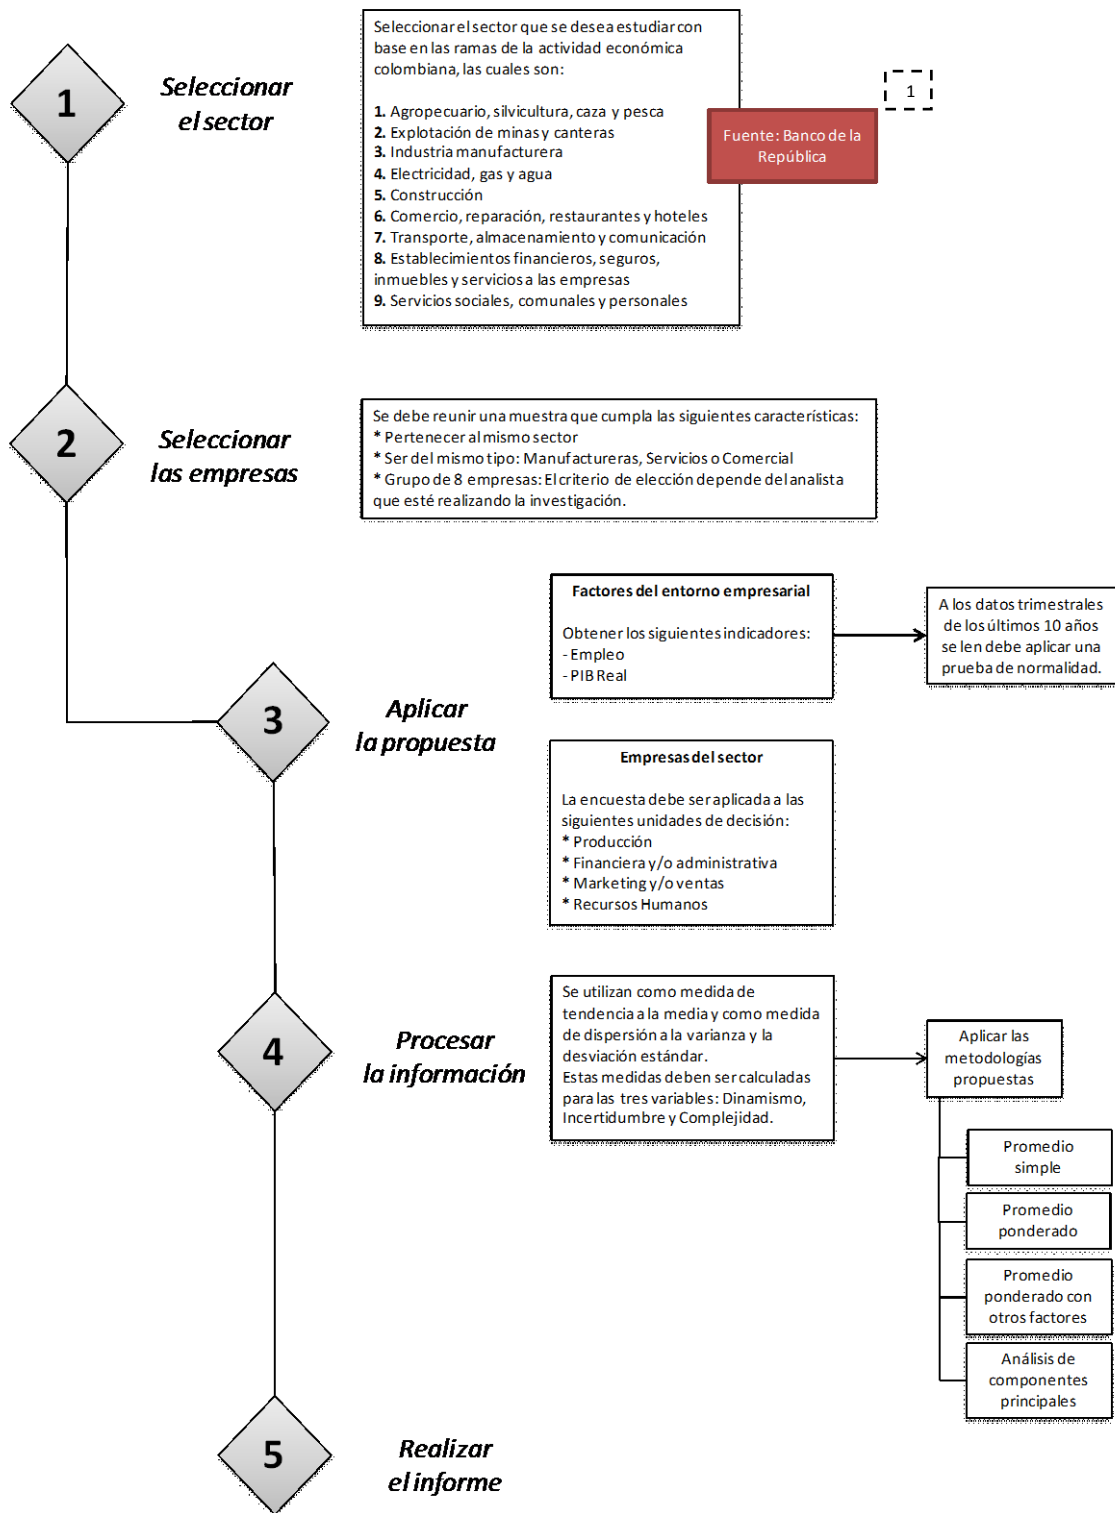 1
Seleccionar
el sector
Seleccionar el sector que se desea estudiar con
base en las ramas de la actividad económica
colombiana, las cuales son:
1. Agropecuario, silvicultura, caza y pesca
2. Explotación de minas y canteras
3. Industria manufacturera
4. Electricidad, gas y agua
5. Construcción
6. Comercio, reparación, restaurantes y hoteles
7. Transporte, almacenamiento y comunicación
8. Establecimientos financieros, seguros,
inmuebles y servicios a las empresas
9. Servicios sociales, comunales y personales
Fuente: Banco de la
República
1
2
Seleccionar
las empresas
Se debe reunir una muestra que cumpla las siguientes características:
* Pertenecer al mismo sector
* Ser del mismo tipo: Manufactureras, Servicios o Comercial
* Grupo de 8 empresas: El criterio de elección depende del analista
que esté realizando la investigación.
3
Aplicar
la propuesta
Factores del entorno empresarial
Obtener los siguientes indicadores:
- Empleo
- PIB Real
A los datos trimestrales
de los últimos 10 años
se len debe aplicar una
prueba de normalidad.
Empresas del sector
La encuesta debe ser aplicada a las
siguientes unidades de decisión:
* Producción
* Financiera y/o administrativa
* Marketing y/o ventas
* Recursos Humanos
4
Procesar
la información
Se utilizan como medida de
tendencia a la media y como medida
de dispersión a la varianza y la
desviación estándar.
Estas medidas deben ser calculadas
para las tres variables: Dinamismo,
Incertidumbre y Complejidad.
Aplicar las
metodologías
propuestas
Promedio
simple
Promedio
ponderado
Promedio
ponderado con
otros factores
Análisis de
componentes
principales
5
Realizar
el informe